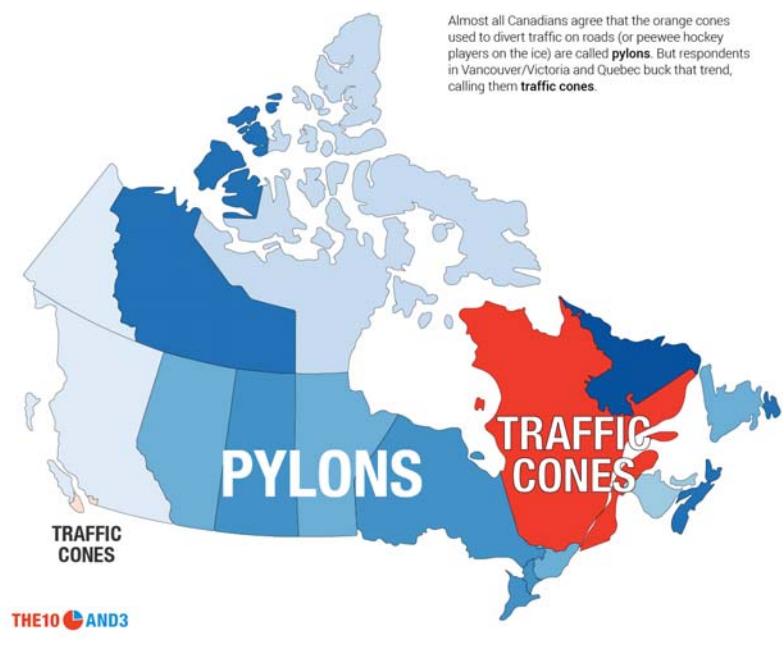 Almost all Canadians agree that the orange cones
used to divert traffic on roads (or peewee hockey
players on the ice) are called pylons. But respondents
in Vancouver/Victoria and Quebec buck that trend,
calling them traffic cones.
TRAFFIC
CONES
PYLONS
TRAFFIC
CONES
THE10 AND3